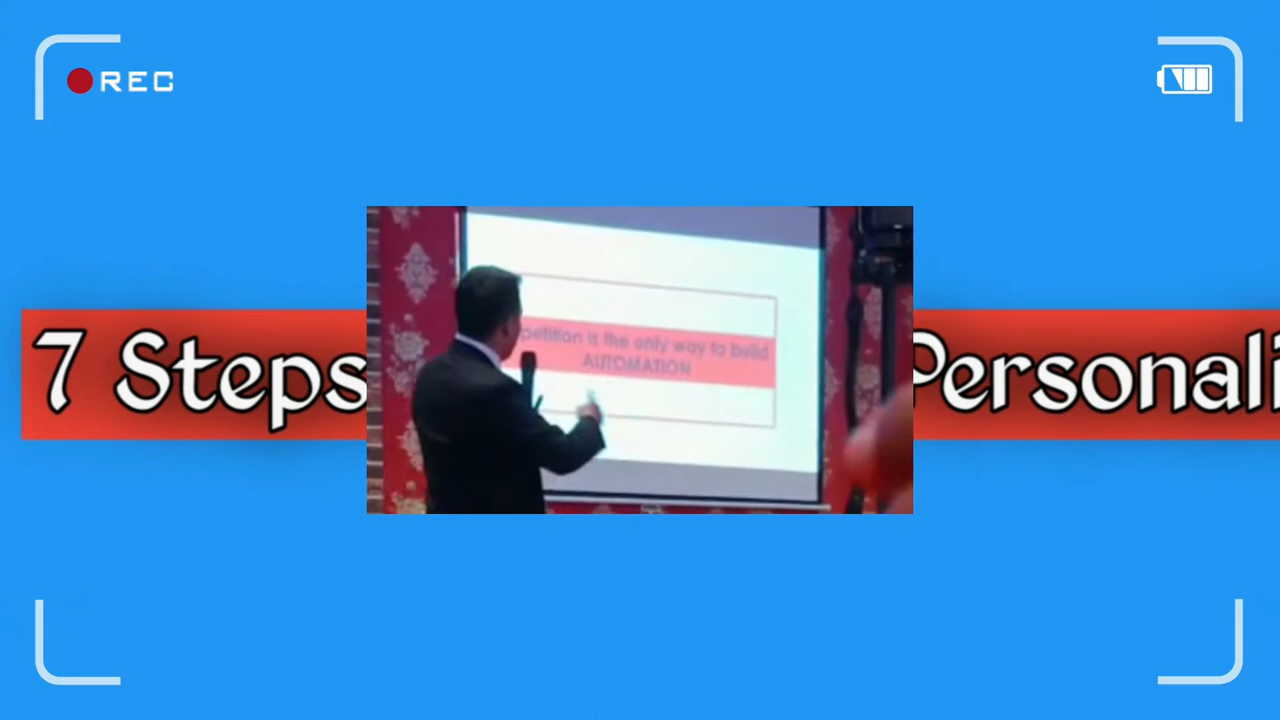 REC
7 Steps
Personali
petition is the only way to build
AUTOMATION